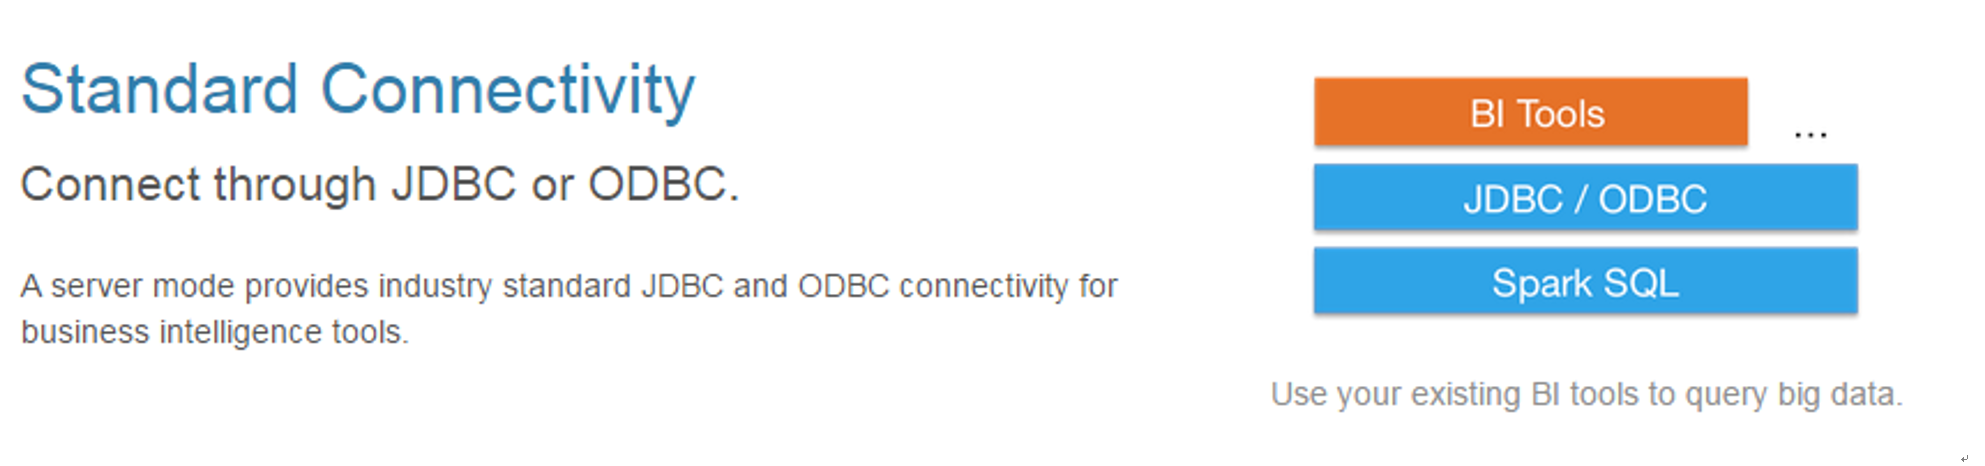 Standard Connectivity
Connect through JDBC or ODBC.
A server mode provides industry standard JDBC and ODBC connectivity for
business intelligence tools.
BI Tools
...
JDBC / ODBC
Spark SQL
Use your existing BI tools to query big data.